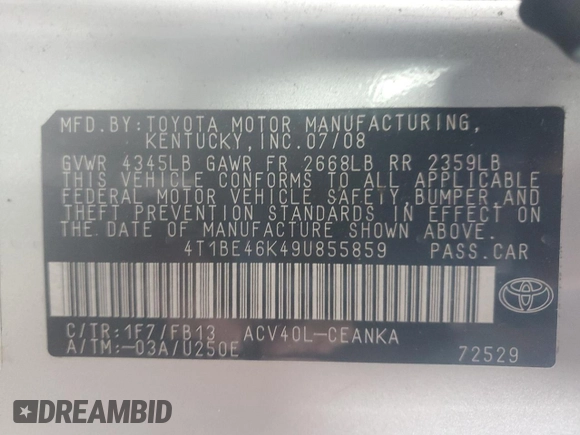 MFD.BY: TOYOTA MOTOR MANUFACTURING,
KENTUCKY, INC. 07/08
GVWR 4345LB GAWR FR 2668LB RR 2359LB
THIS VEHICLE CONFORMS TO ALL APPLICABLE
FEDERAL MOTOR VEHICLE SAFETY, BUMPER, AND
THEFT PREVENTION STANDARDS IN EFFECT ON
THE DATE OF MANUFACTURE SHOWN ABOVE.
4T1BE46K49U855859 PASS.CAR
C/TR:1F7/FB13 ACV40L-CEANKA
A/TM:-03A/U250E 72529
DREAMBID